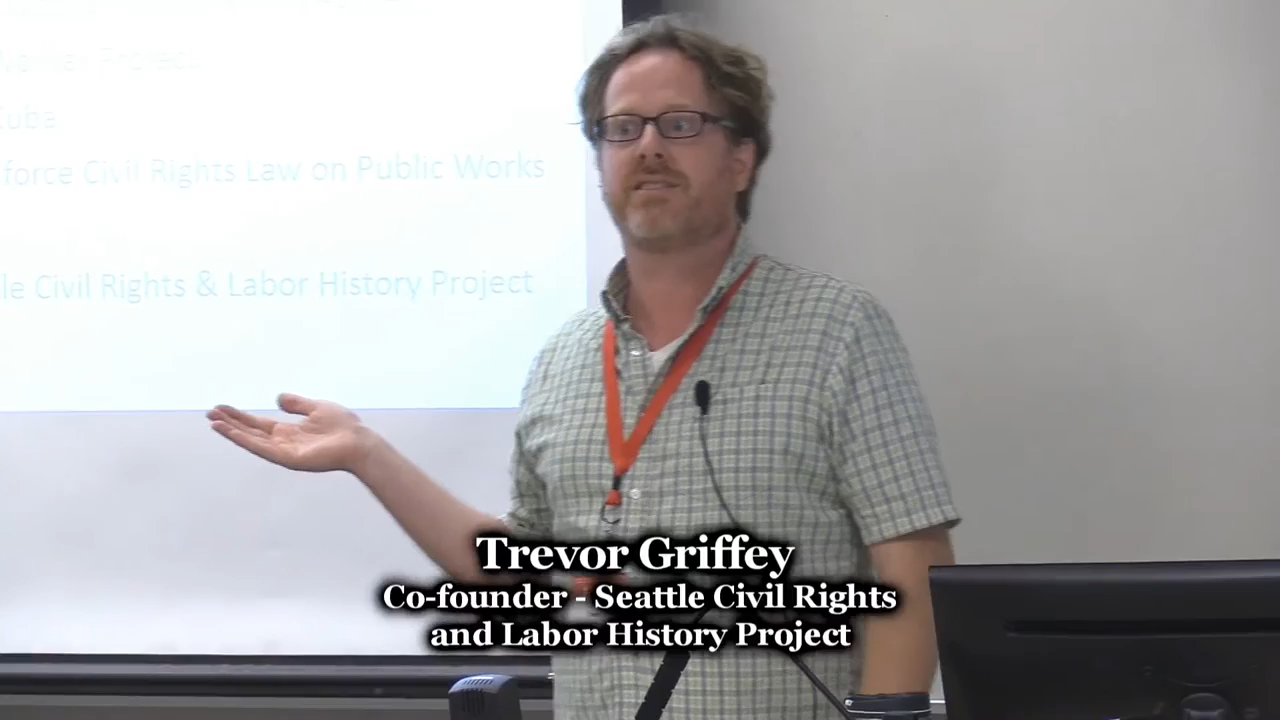 Cuba
force Civil Rights Law on Public Works
le Civil Rights & Labor History Project
Trevor Griffey
Co-founder - Seattle Civil Rights
and Labor History Project